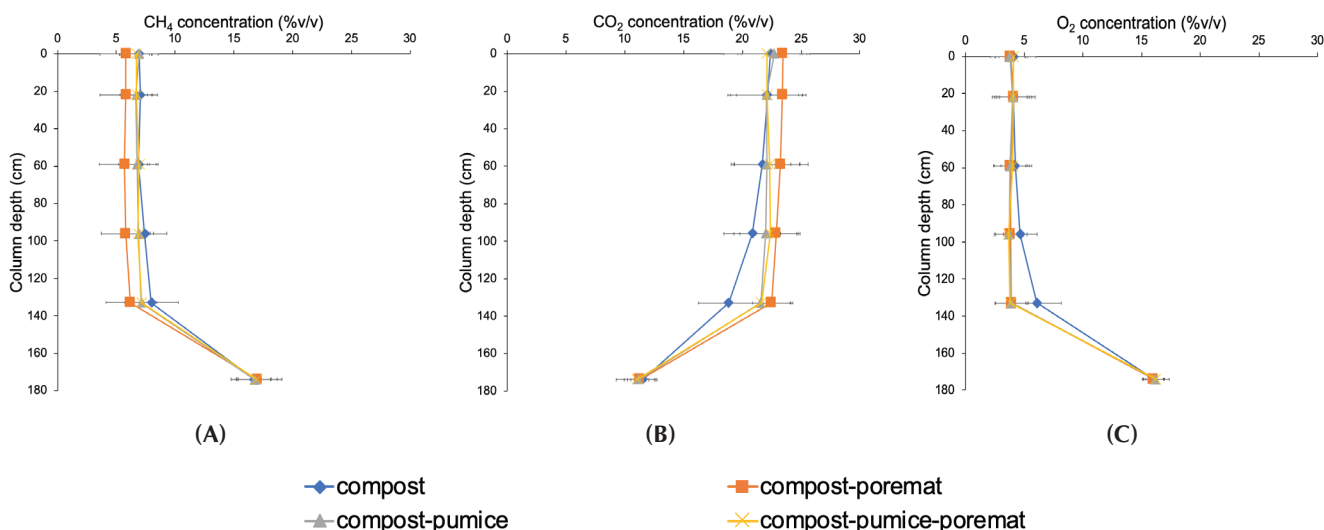 CH₄ concentration (%v/v)
0 5 10 15 20 25 30
0
20
40
60
80
100
120
140
160
180
Column depth (cm)
(A)
CO₂ concentration (%v/v)
0 5 10 15 20 25 30
0
20
40
60
80
100
120
140
160
180
Column depth (cm)
(B)
O₂ concentration (%v/v)
0 5 10 15 20 25 30
0
20
40
60
80
100
120
140
160
180
Column depth (cm)
(C)
compost
compost-poremat
compost-pumice
compost-pumice-poremat